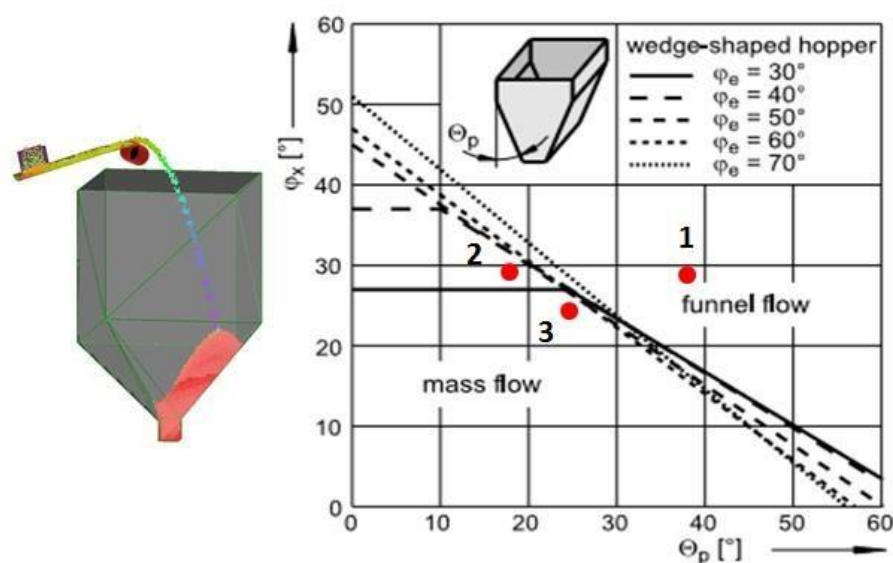 60
50
40
30
20
10
0
φx [°]
Θp
wedge-shaped hopper
φe = 30°
φe = 40°
φe = 50°
φe = 60°
φe = 70°
1
2
3
funnel flow
mass flow
0
10
20
30
40
50
60
Θp [°]